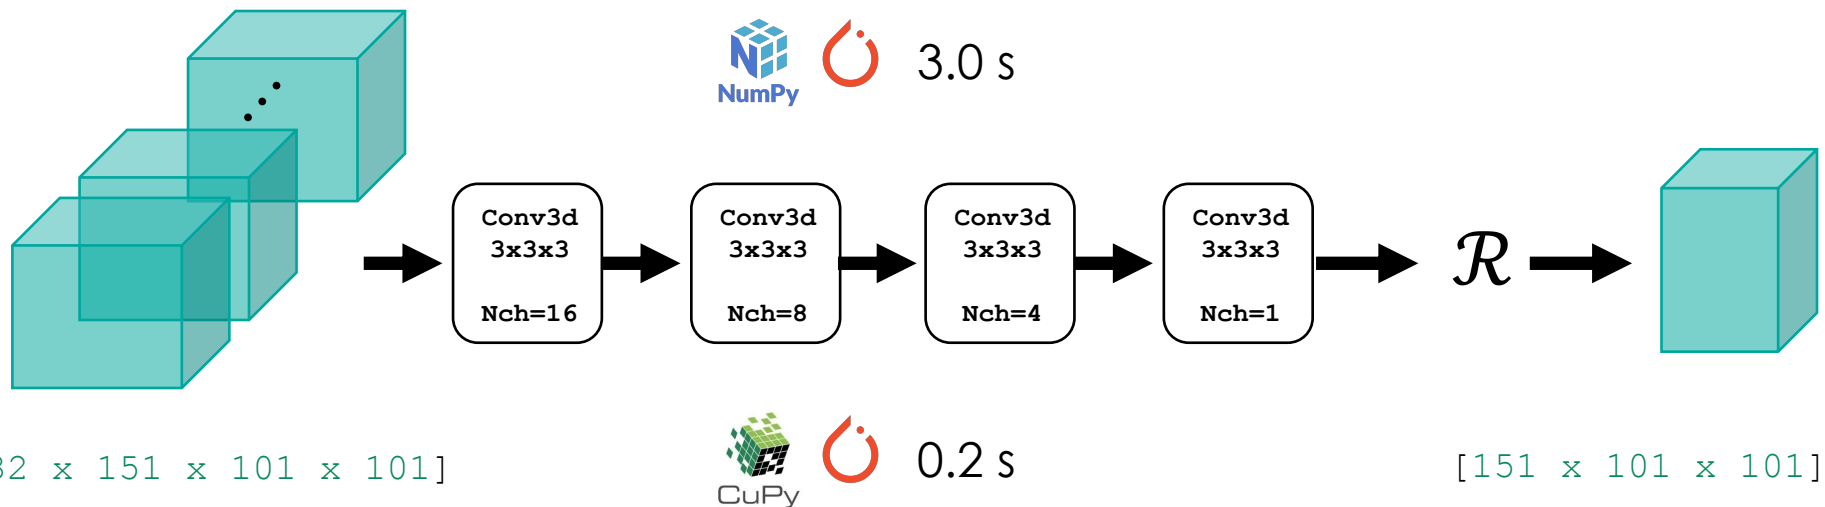 NumPy
3.0 s
Conv3d
3x3x3
Nch=16
Conv3d
3x3x3
Nch=8
Conv3d
3x3x3
Nch=4
Conv3d
3x3x3
Nch=1
ℛ
x 151 x 101 x 101]
CuPy
0.2 s
[151 x 101 x 101]